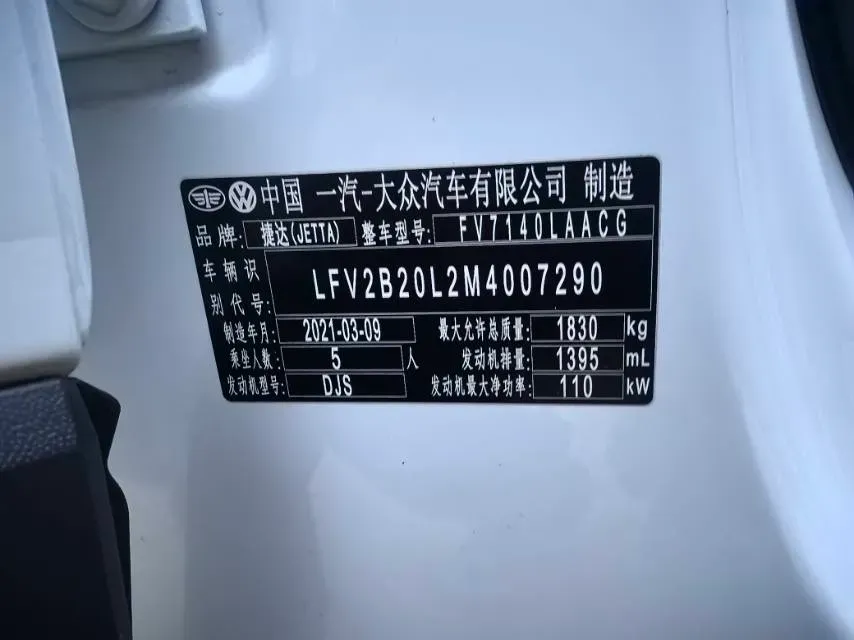 中国 一汽-大众汽车有限公司 制造
品牌: 捷达(JETTA) 整车型号: FV7140LAACG
车辆识别代号: LFV2B20L2M4007290
制造年月: 2021-03-09 最大允许总质量: 1830 kg
乘坐人数: 5 人 发动机排量: 1395 mL
发动机型号: DJS 发动机最大净功率: 110 kW